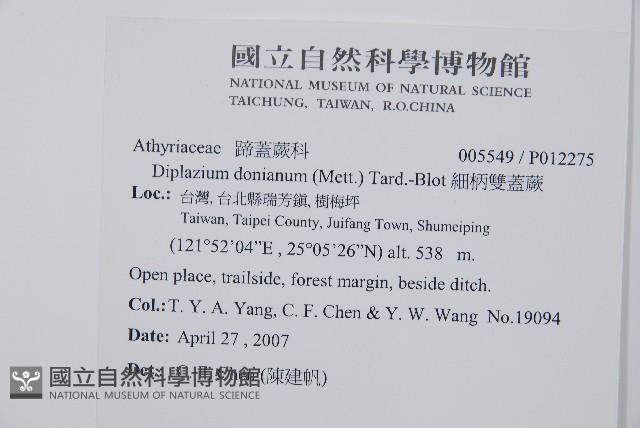 國立自然科學博物館
NATIONAL MUSEUM OF NATURAL SCIENCE
TAICHUNG, TAIWAN, R.O.CHINA
Athyriaceae 蹄蓋蕨科 005549 / P012275
Diplazium donianum (Mett.) Tard.-Blot 細柄雙蓋蕨
Loc.: 台灣, 台北縣瑞芳鎮, 樹梅坪
Taiwan, Taipei County, Juifang Town, Shumeiping
(121°52'04"E , 25°05'26"N) alt. 538 m.
Open place, trailside, forest margin, beside ditch.
Col.: T. Y. A. Yang, C. F. Chen & Y. W. Wang No.19094
Date: April 27 , 2007
Det.: (陳建帆)
國立自然科學博物館
NATIONAL MUSEUM OF NATURAL SCIENCE